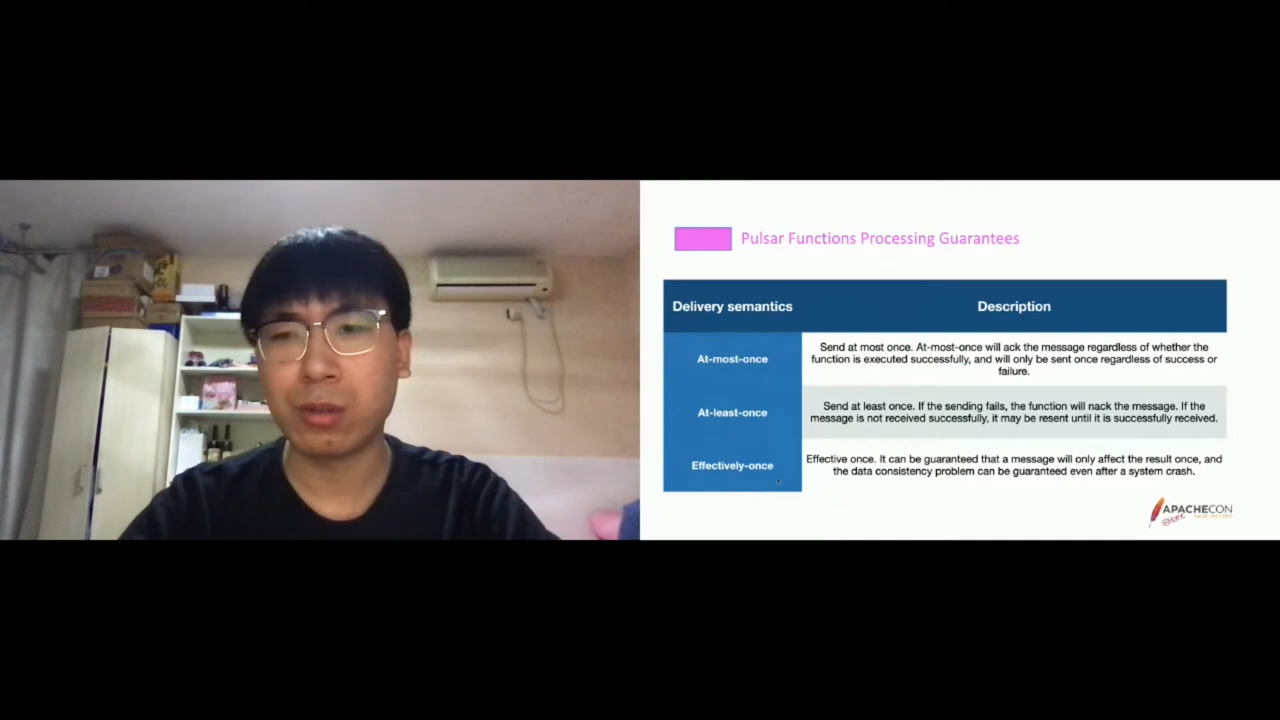 Pulsar Functions Processing Guarantees
Delivery semantics
Description
At-most-once
Send at most once. At-most-once will ack the message regardless of whether the
function is executed successfully, and will only be sent once regardless of success or
failure.
At-least-once
Send at least once. If the sending fails, the function will nack the message. If the
message is not received successfully, it may be resent until it is successfully received.
Effectively-once
Effective once. It can be guaranteed that a message will only affect the result once, and
the data consistency problem can be guaranteed even after a system crash.
APACHECON
@Home